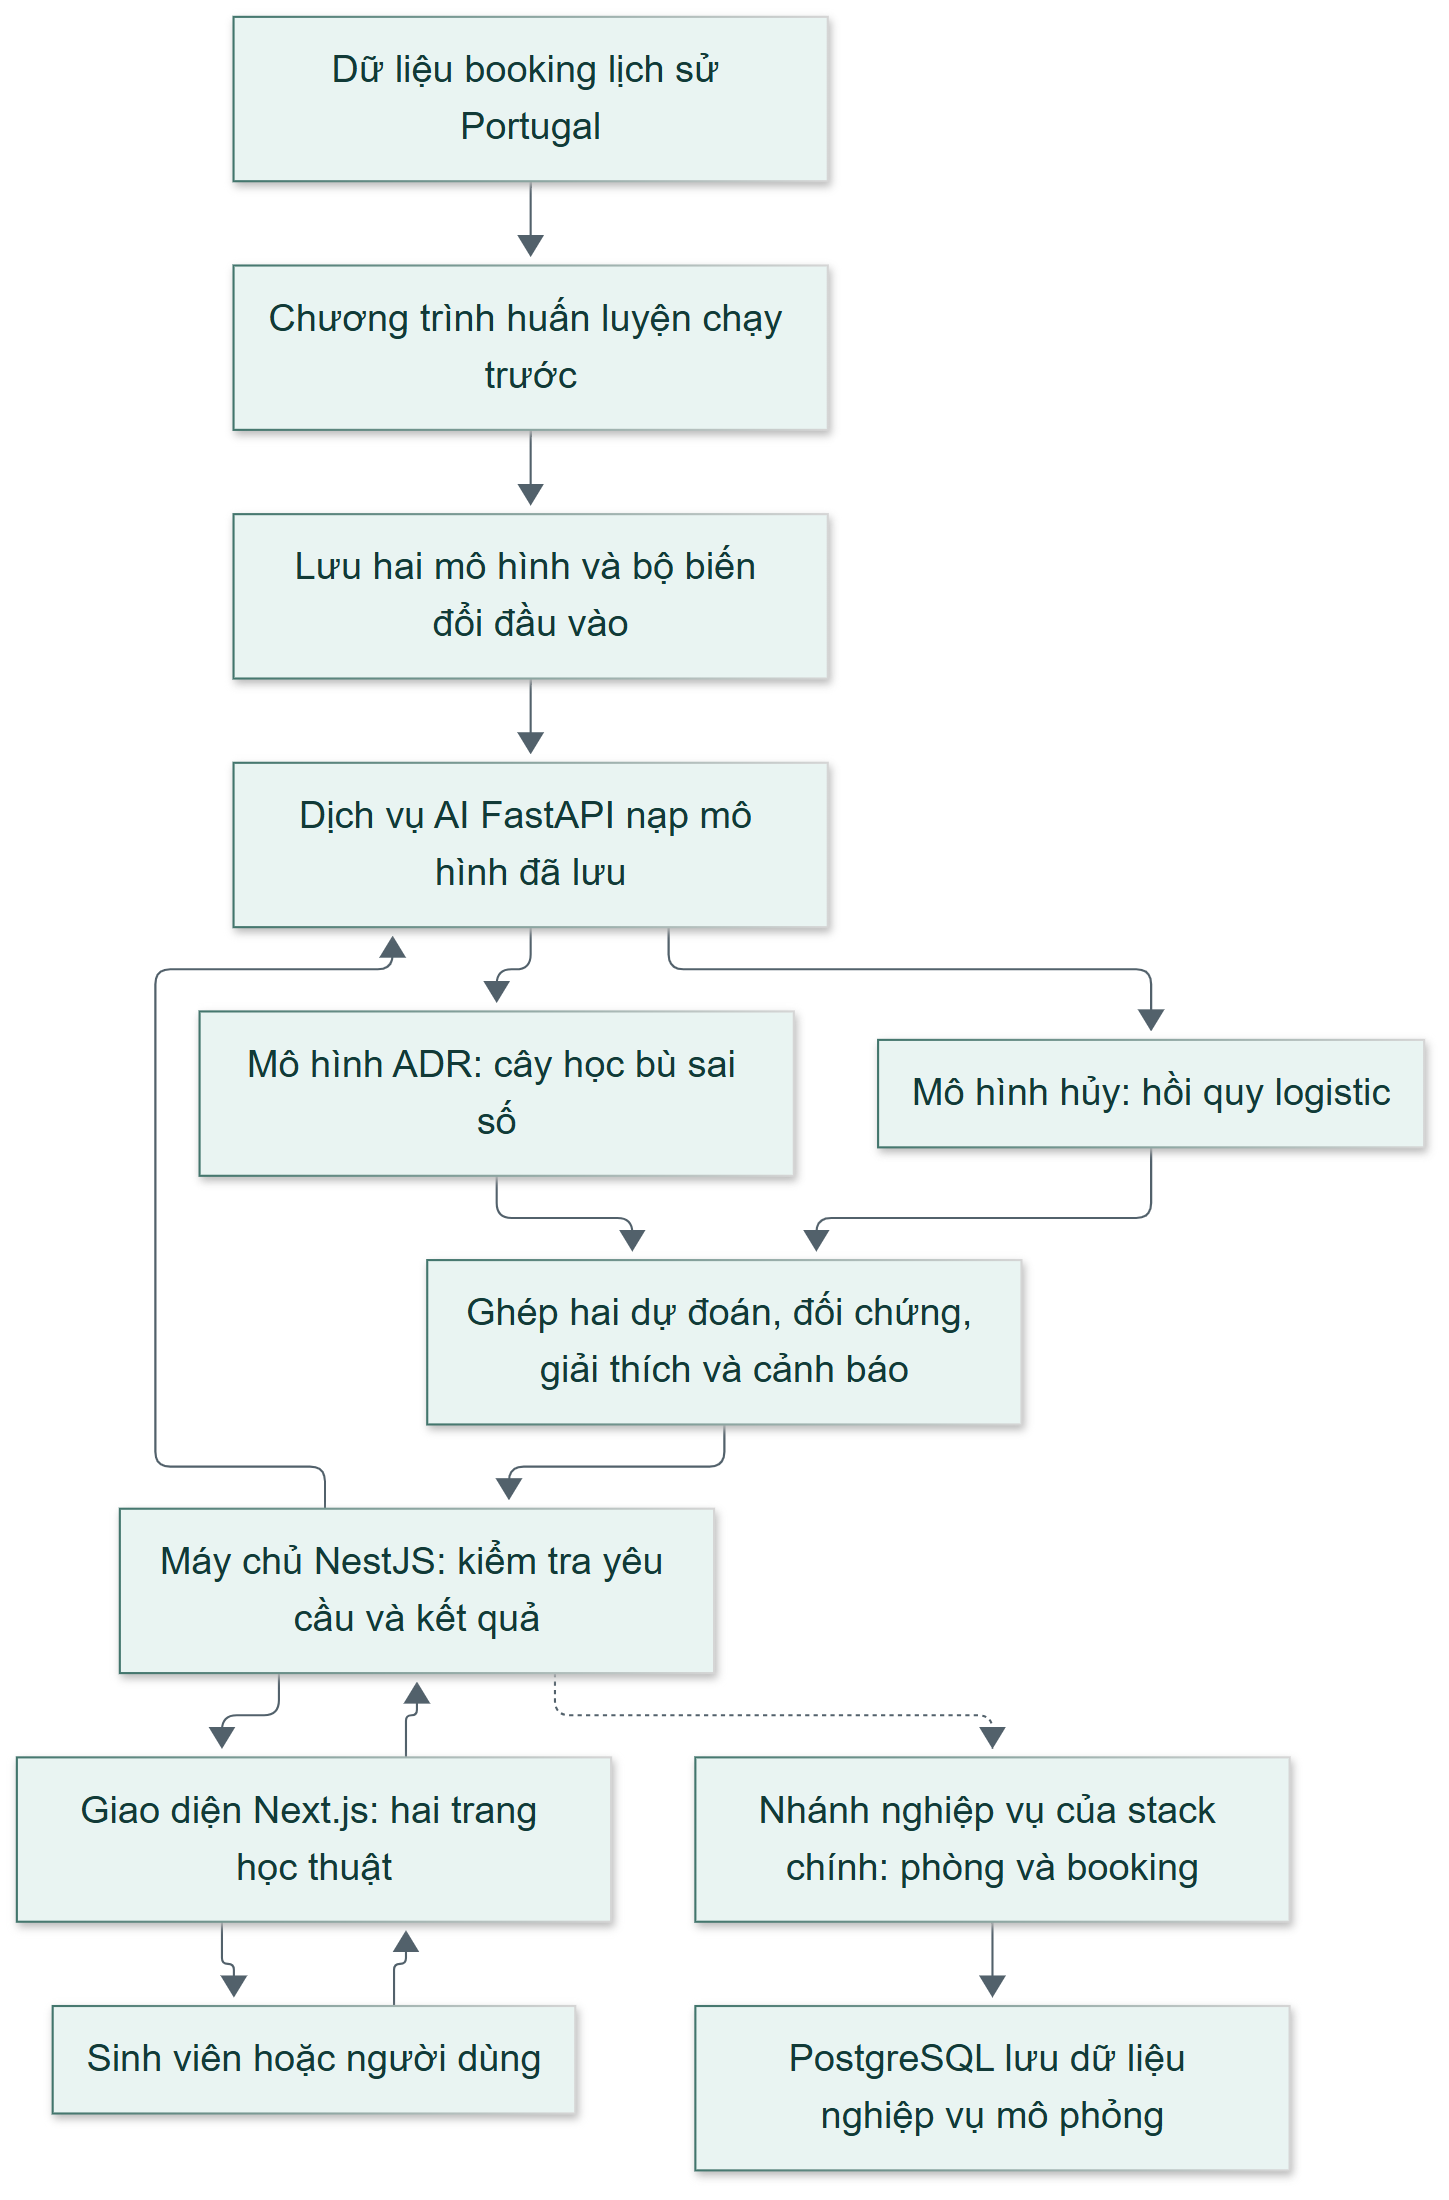 Dữ liệu booking lịch sử
Portugal
Chương trình huấn luyện chạy
trước
Lưu hai mô hình và bộ biến
đổi đầu vào
Dịch vụ AI FastAPI nạp mô
hình đã lưu
Mô hình ADR: cây học bù sai
số
Mô hình hủy: hồi quy logistic
Ghép hai dự đoán, đối chứng,
giải thích và cảnh báo
Máy chủ NestJS: kiểm tra yêu
cầu và kết quả
Giao diện Next.js: hai trang
học thuật
Nhánh nghiệp vụ của stack
chính: phòng và booking
Sinh viên hoặc người dùng
PostgreSQL lưu dữ liệu
nghiệp vụ mô phỏng